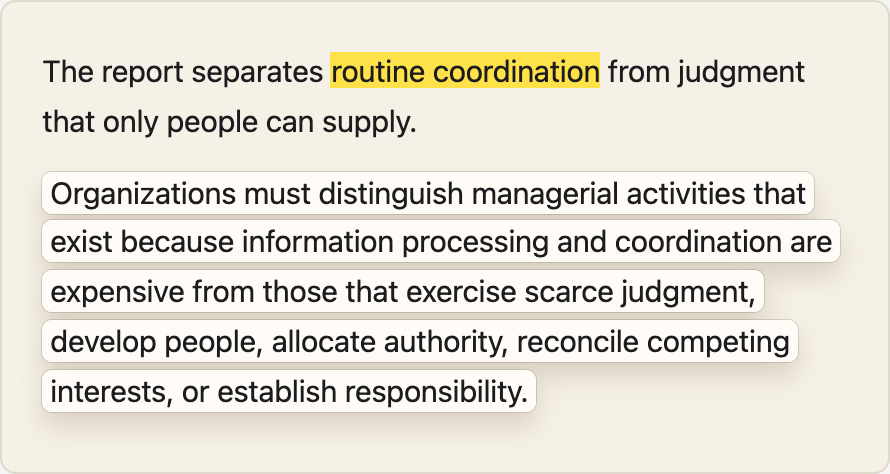 The report separates routine coordination from judgment
that only people can supply.
Organizations must distinguish managerial activities that
exist because information processing and coordination are
expensive from those that exercise scarce judgment,
develop people, allocate authority, reconcile competing
interests, or establish responsibility.